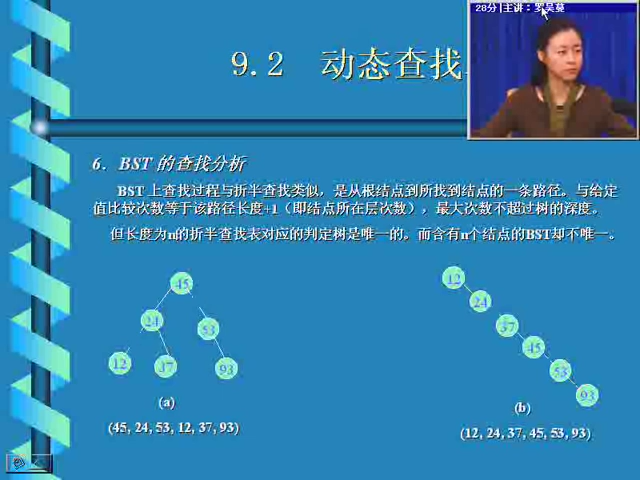 28分|主讲：
9.2 动态查找
6. BST 的查找分析
BST 上查找过程与折半查找类似，是从根结点到所找到结点的一条路径。与给定
值比较次数等于该路径长度+1（即结点所在层次数），最大次数不超过树的深度。
但长度为n的折半查找表对应的判定树是唯一的。而含有n个结点的BST却不唯一。
45
24
53
12
37
93
(a)
(45, 24, 53, 12, 37, 93)
12
24
37
45
53
93
(b)
(12, 24, 37, 45, 53, 93)